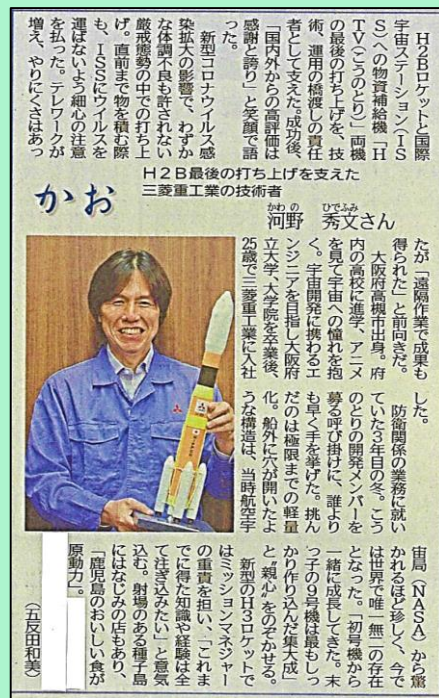 H2Bロケットと国際
宇宙ステーション(IS
S)への物資補給機「H
TV(こうのとり)」両機
の最後の打ち上げを、技
術、運用の橋渡しの責任
者として支えた。成功後、
「国内外からの高評価は
感謝と誇り」と笑顔で語
った。
新型コロナウイルス感
染拡大の影響で、わずか
な体調不良も許されない
厳戒態勢の中での打ち上
げ。直前まで物を積む際
も、ISSにウイルスを
運ばないよう細心の注意
を払った。テレワークが
増え、やりにくさはあっ
H2B最後の打ち上げを支えた
三菱重工業の技術者
かお
河野 秀文さん
かわの ひでふみ
たが「遠隔作業で成果も
得られた」と前向きだ。
大阪府高槻市出身。府
内の高校に進学、アニメ
を見て宇宙への憧れを抱
く。宇宙開発に携わるエ
ンジニアを目指し大阪府
立大学、大学院を卒業後、
25歳で三菱重工業に入社
した。
防衛関係の業務に就い
ていた3年目の冬。こう
のとりの開発メンバーを
募る呼び掛けに、誰より
も早く手を挙げた。挑ん
だのは極限までの軽量
化。船外に穴が開いたよ
うな構造は、当時航空宇
宙局(NASA)から驚
かれるほど珍しく、今で
は世界で唯一無二の存在
となった。「初号機から
一緒に成長してきた。末
っ子の9号機は最もしっ
かり作り込んだ集大成」
と〝親心〟をのぞかせる。
新型のH3ロケットで
はミッションマネジャー
の重責を担い、「これま
でに得た知識や経験は全
て注ぎ込みたい」と意気
込む。射場のある種子島
にはなじみの店もあり、
「鹿児島のおいしい食が
原動力」。
(五反田和美)